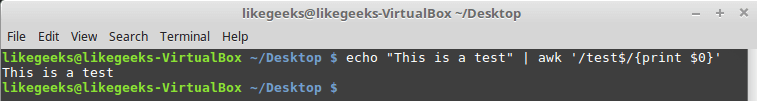 likegeeks@likegeeks-VirtualBox ~/Desktop
File Edit View Search Terminal Help
likegeeks@likegeeks-VirtualBox ~/Desktop $ echo "This is a test" | awk '/test$/{print $0}'
This is a test
likegeeks@likegeeks-VirtualBox ~/Desktop $